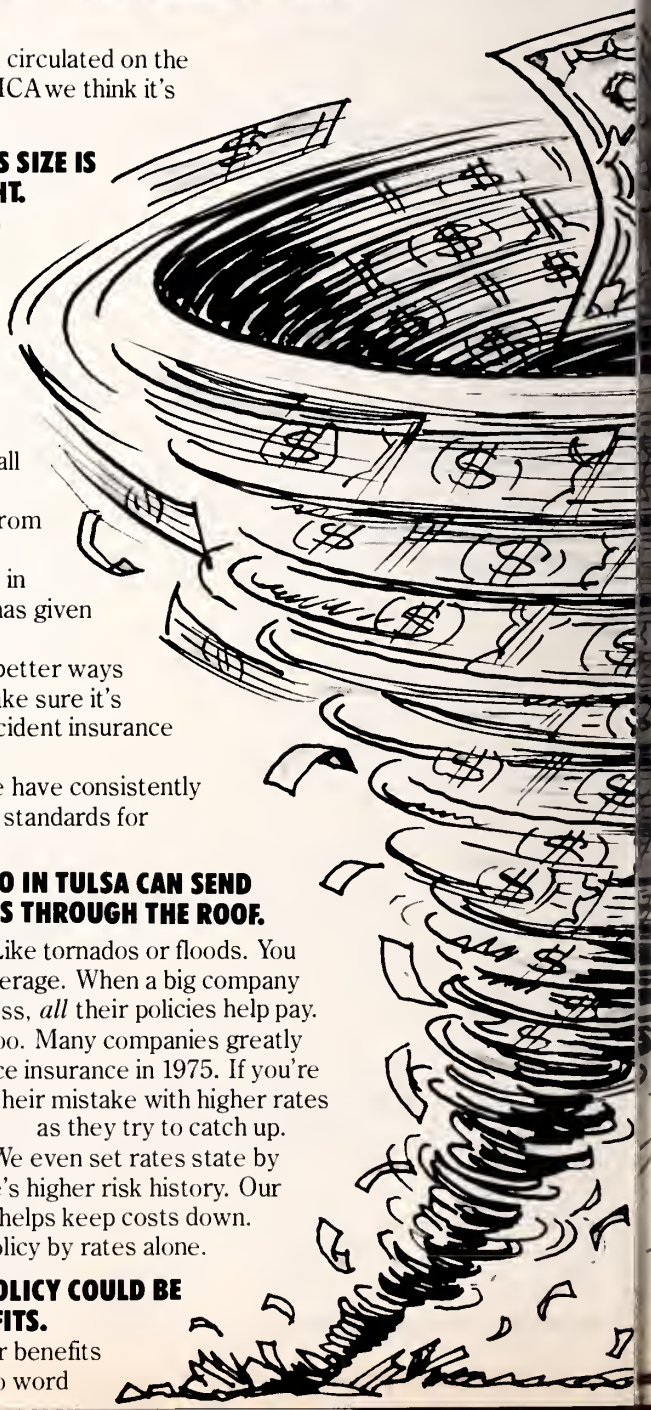 circulated on the
ICA we think it's
S SIZE IS
HT.
all
rom
in
has given
better ways
ke sure it's
cident insurance
e have consistently
standards for
O IN TULSA CAN SEND
S THROUGH THE ROOF.
Like tornados or floods. You
erage. When a big company
ss, all their policies help pay.
oo. Many companies greatly
ce insurance in 1975. If you're
heir mistake with higher rates
as they try to catch up.
We even set rates state by
e's higher risk history. Our
helps keep costs down.
olicy by rates alone.
OLICY COULD BE
FITS.
r benefits
o word